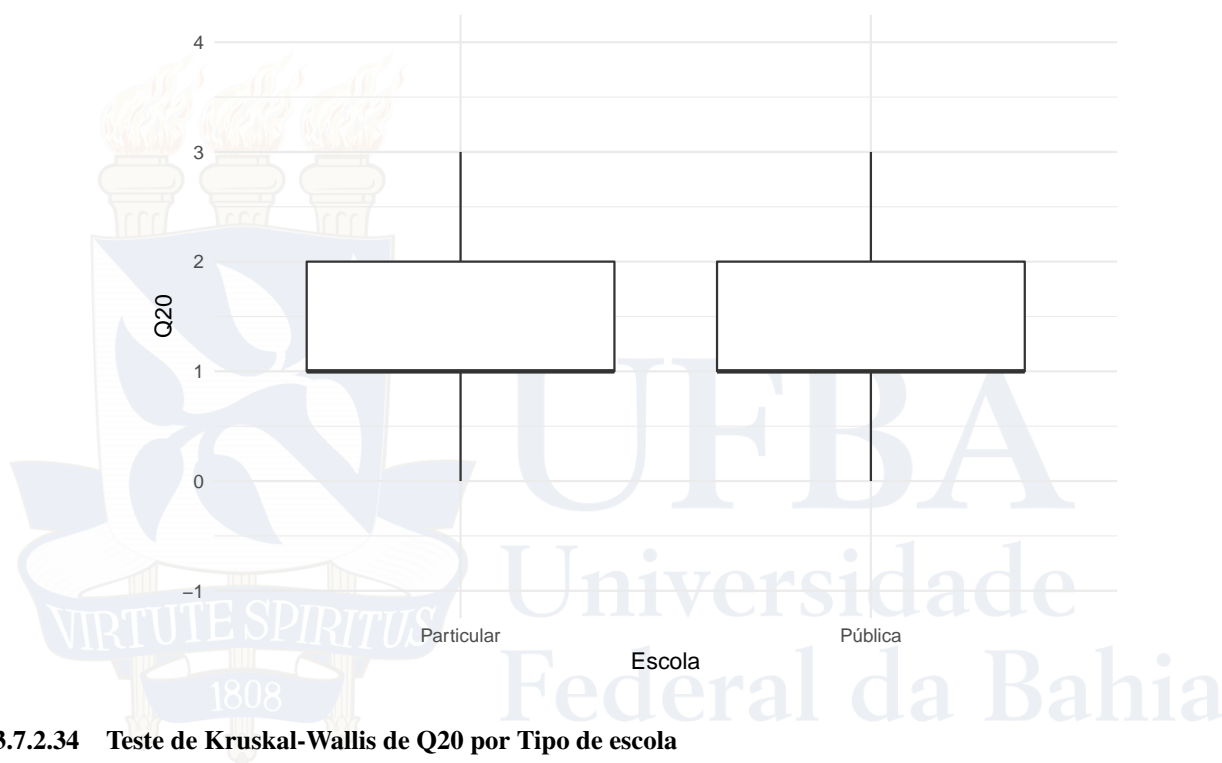 4
3
2
1
0
−1
Q20
Particular
Pública
Escola
UFBA
Universidade
Federal da Bahia
VIRTUTE SPIRITUS
1808
3.7.2.34 Teste de Kruskal-Wallis de Q20 por Tipo de escola